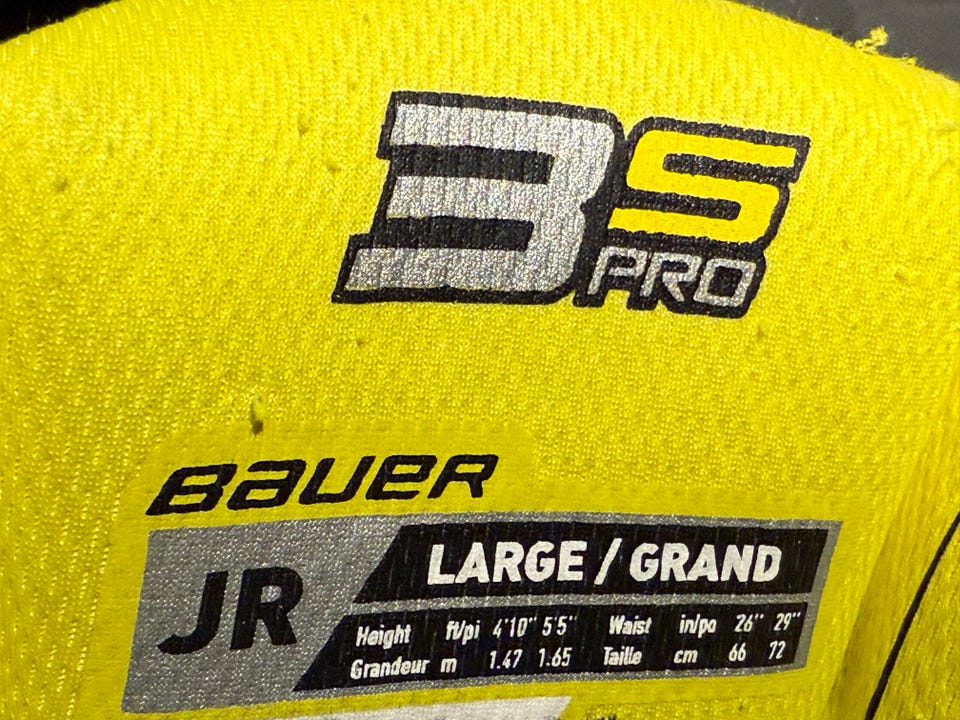 3S
PRO
BAUER
JR
LARGE / GRAND
Height ft/pi 4'10" 5'5" Waist in/po 26" 29"
Grandeur m 1.47 1.65 Taille cm 66 72